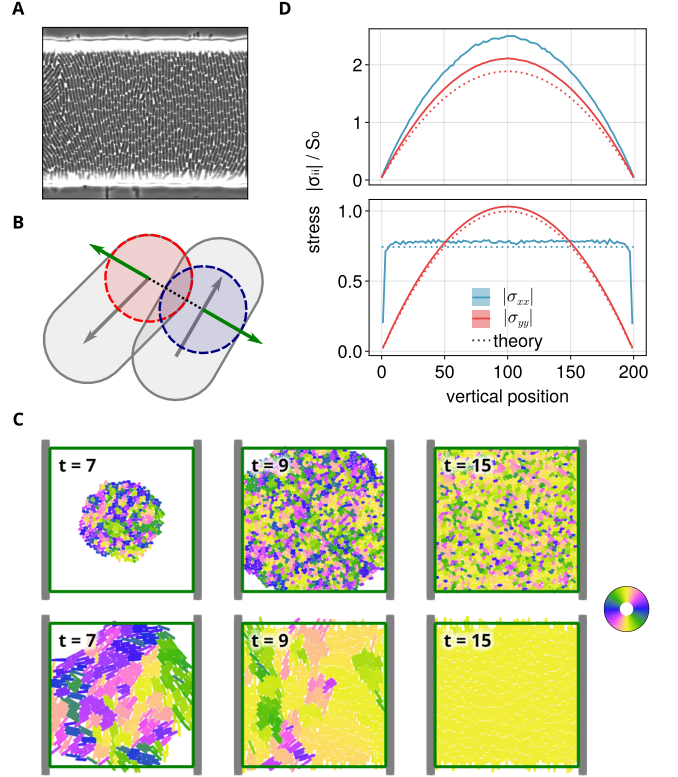 A
D
2
1
0
|σᵢᵢ| / S₀
stress
1.0
0.5
0.0
|σxx|
|σyy|
theory
0
50
100
150
200
vertical position
B
C
t = 7
t = 9
t = 15
t = 7
t = 9
t = 15